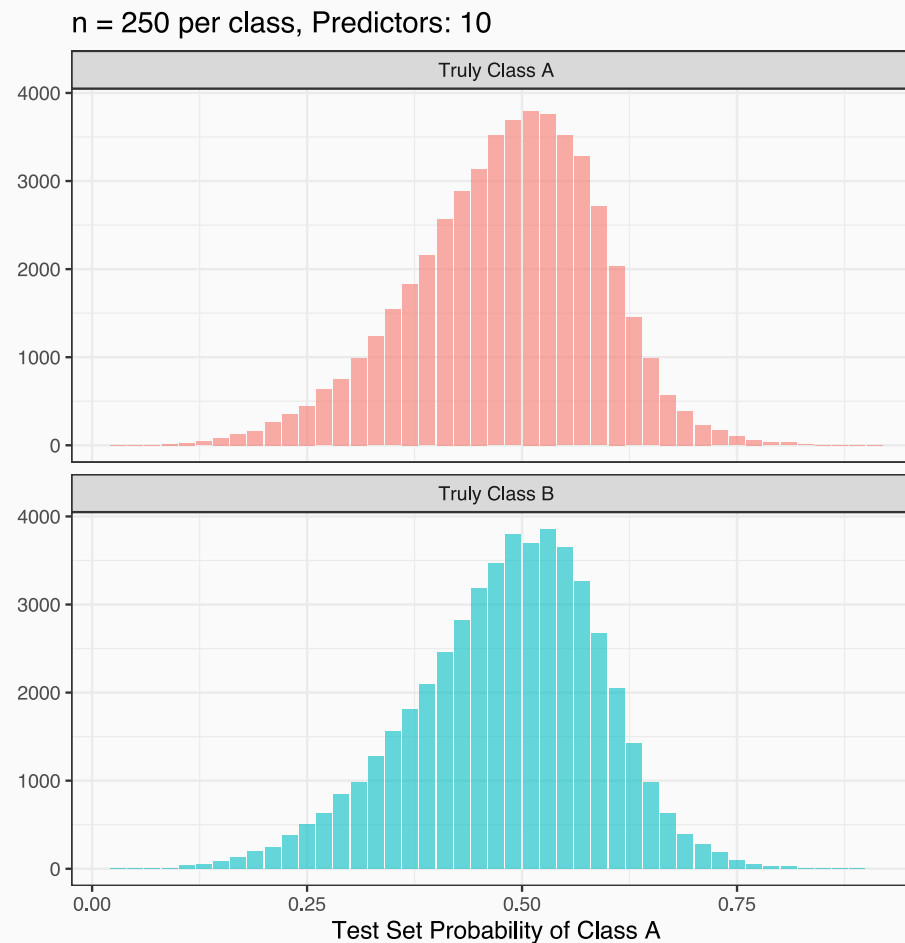 n = 250 per class, Predictors: 10
Truly Class A
4000
3000
2000
1000
0
Truly Class B
4000
3000
2000
1000
0
0.00 0.25 0.50 0.75
Test Set Probability of Class A